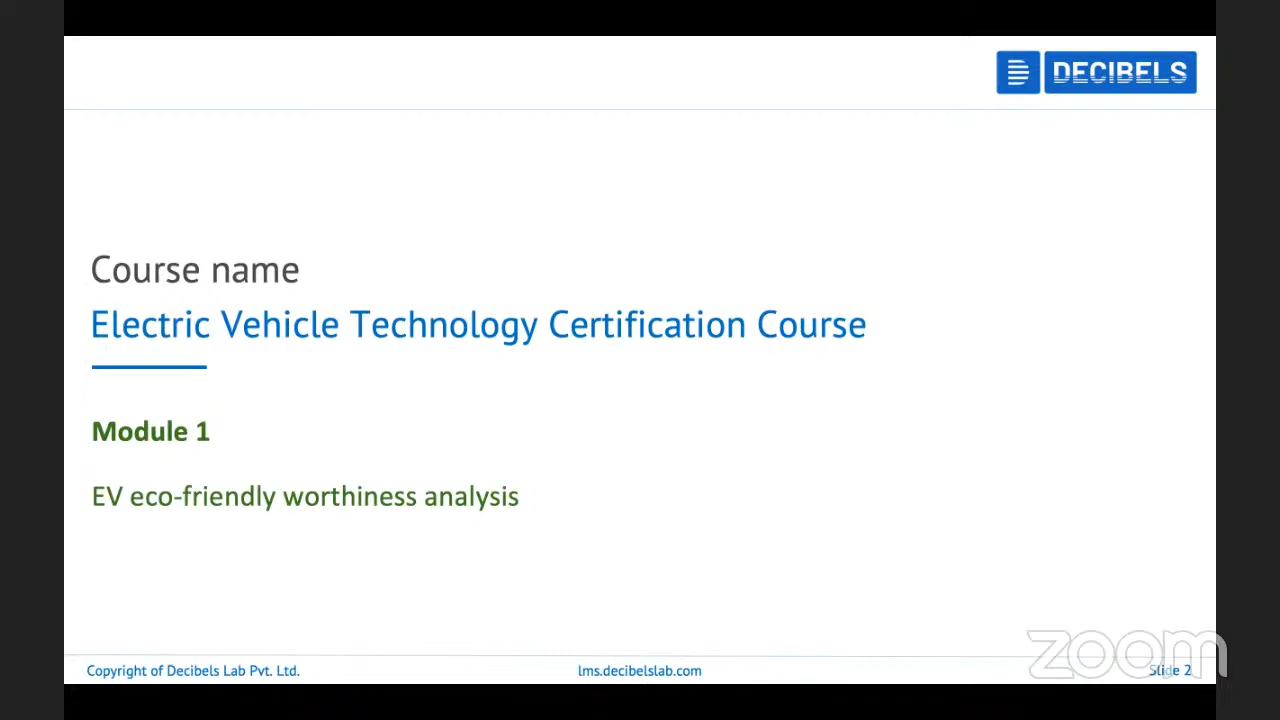 DECIBELS
Course name
Electric Vehicle Technology Certification Course
Module 1
EV eco-friendly worthiness analysis
Copyright of Decibels Lab Pvt. Ltd.
lms.decibelslab.com
Slide 2
zoom